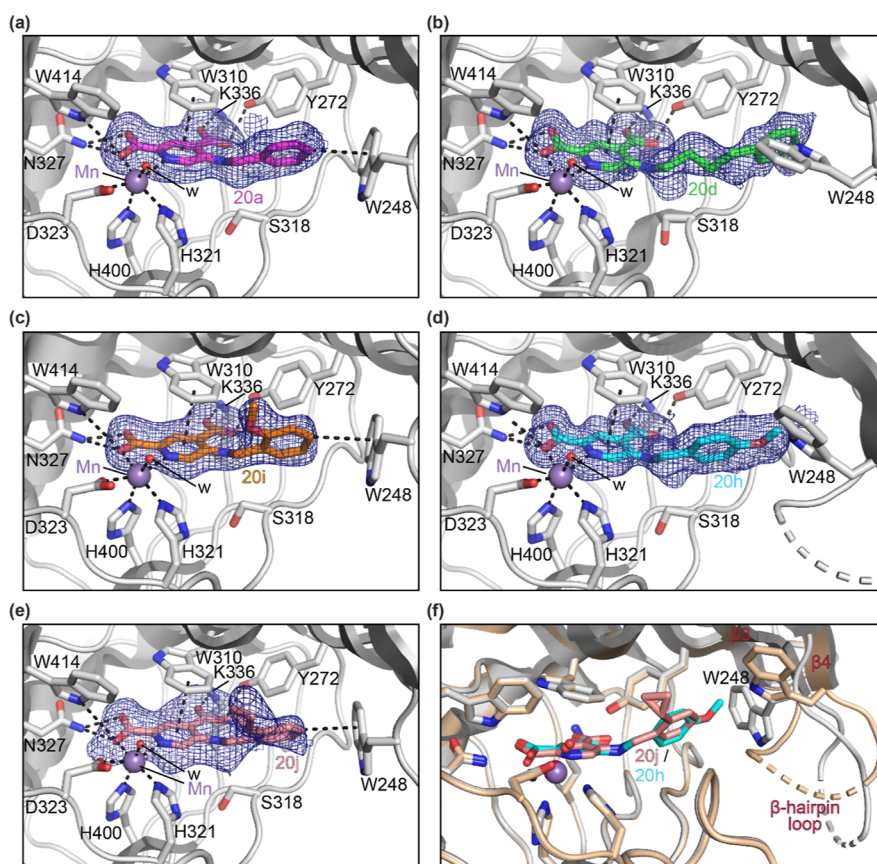 (a)
W414
W310
K336
Y272
N327
Mn
w
20a
W248
D323
S318
H400
H321
(b)
W414
W310
K336
Y272
N327
Mn
w
20d
W248
D323
S318
H400
H321
(c)
W414
W310
K336
Y272
N327
Mn
w
20i
W248
D323
S318
H400
H321
(d)
W414
W310
K336
Y272
N327
Mn
w
20h
W248
D323
S318
H400
H321
(e)
W414
W310
K336
Y272
N327
20j
w
Mn
W248
D323
S318
H400
H321
(f)
β3
β4
W248
20j
20h
β-hairpin
loop